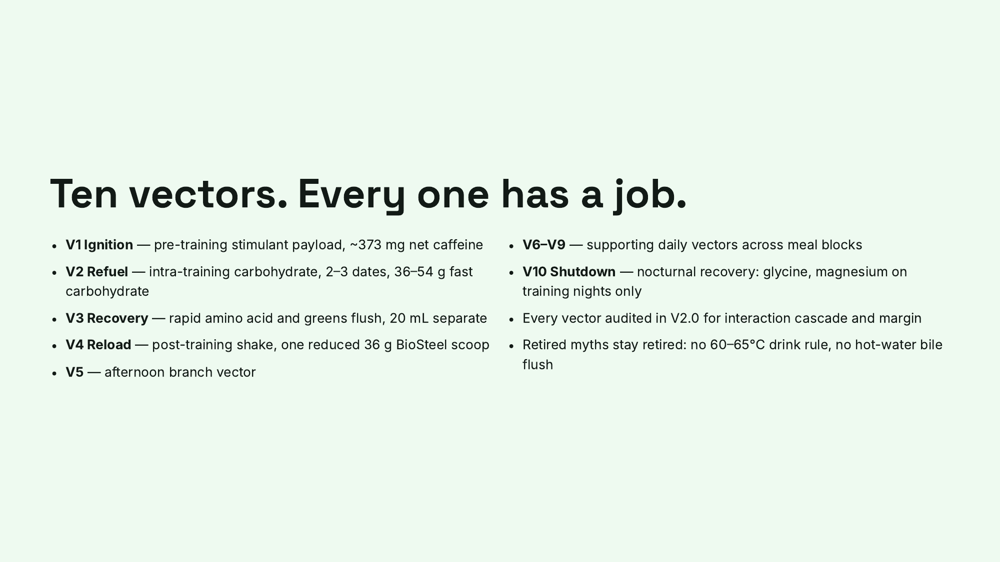 Ten vectors. Every one has a job.
• V1 Ignition — pre-training stimulant payload, ~373 mg net caffeine
• V2 Refuel — intra-training carbohydrate, 2–3 dates, 36–54 g fast
carbohydrate
• V3 Recovery — rapid amino acid and greens flush, 20 mL separate
• V4 Reload — post-training shake, one reduced 36 g BioSteel scoop
• V5 — afternoon branch vector
• V6–V9 — supporting daily vectors across meal blocks
• V10 Shutdown — nocturnal recovery: glycine, magnesium on
training nights only
• Every vector audited in V2.0 for interaction cascade and margin
• Retired myths stay retired: no 60–65°C drink rule, no hot-water bile
flush